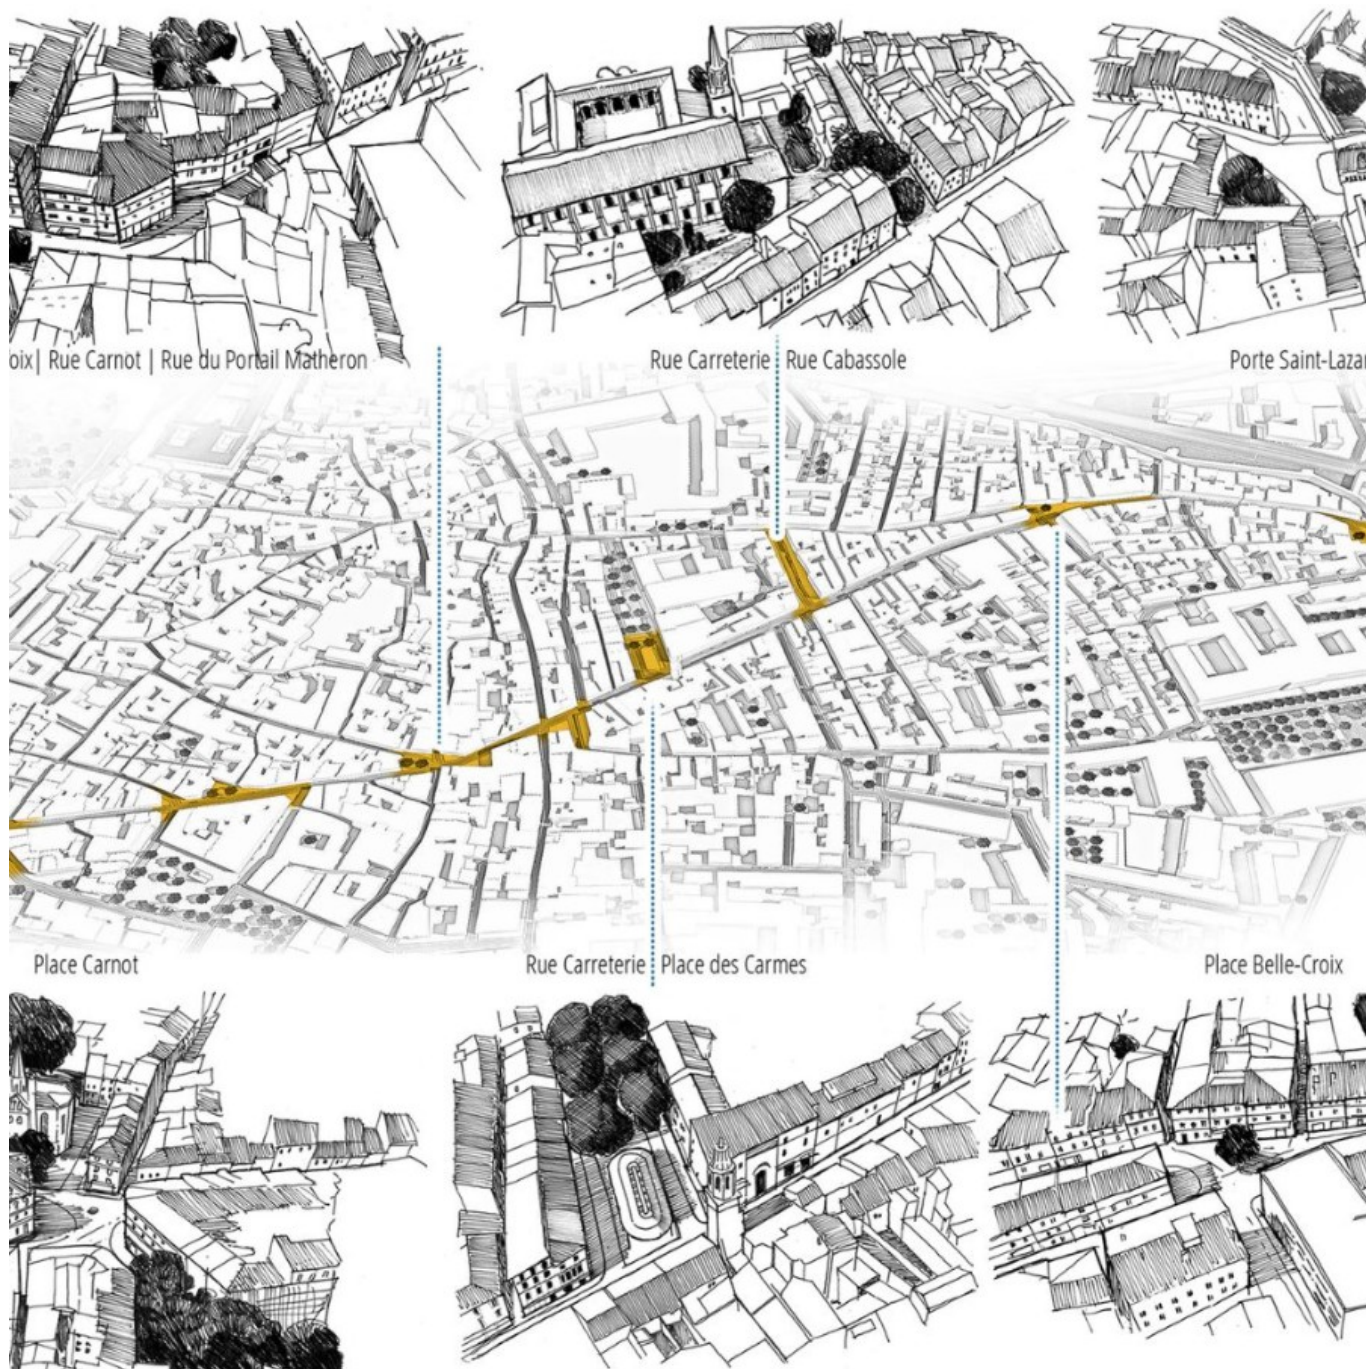 oix| Rue Carnot | Rue du Portail Matheron
Rue Carreterie Rue Cabassole
Porte Saint-Lazar
Place Carnot
Rue Carreterie Place des Carmes
Place Belle-Croix